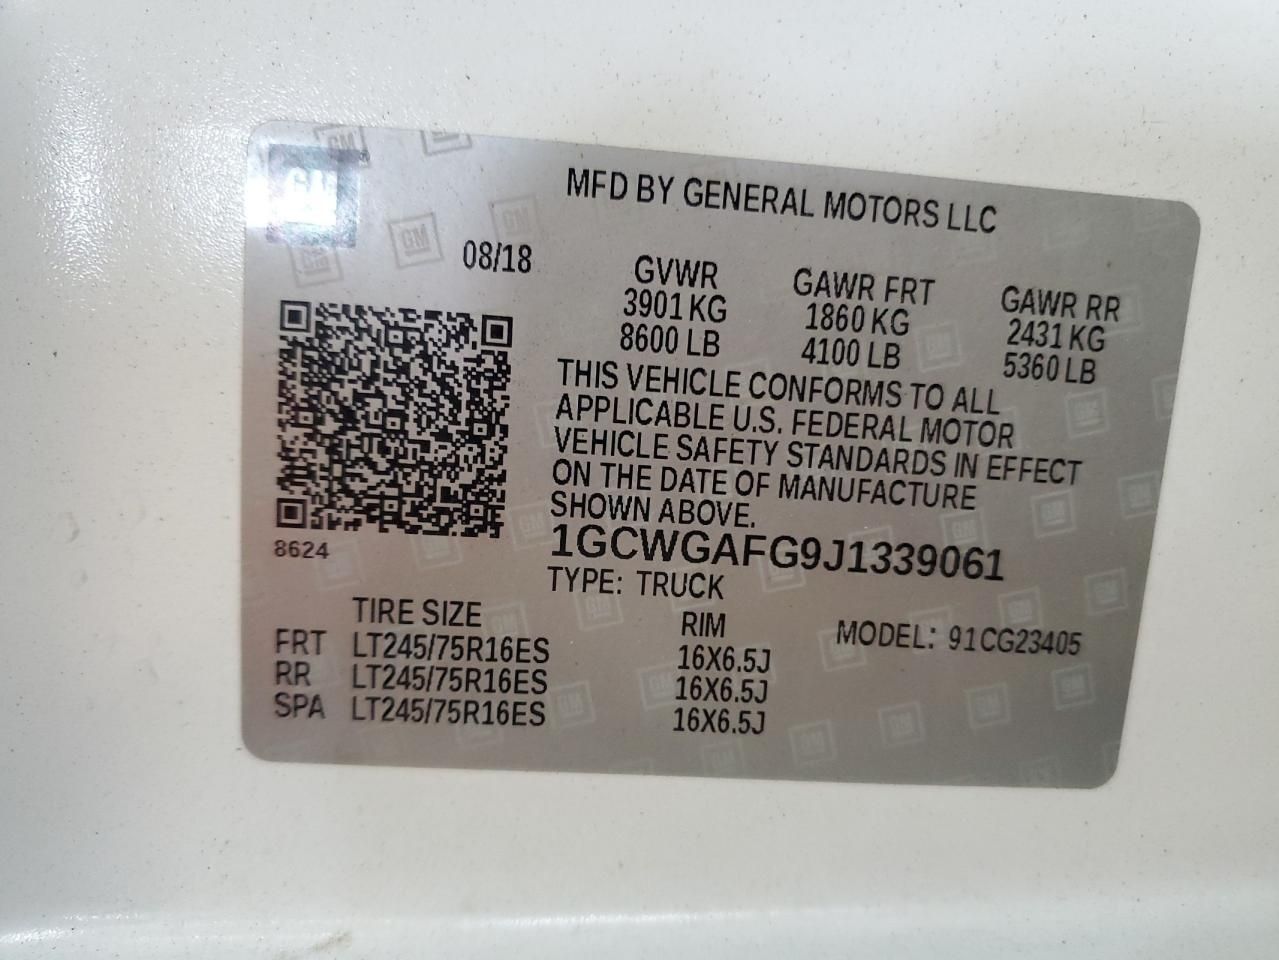 GM
MFD BY GENERAL MOTORS LLC
08/18
GVWR GAWR FRT GAWR RR
3901 KG 1860 KG 2431 KG
8600 LB 4100 LB 5360 LB
THIS VEHICLE CONFORMS TO ALL
APPLICABLE U.S. FEDERAL MOTOR
VEHICLE SAFETY STANDARDS IN EFFECT
ON THE DATE OF MANUFACTURE
SHOWN ABOVE.
8624
1GCWGAFG9J1339061
TYPE: TRUCK
TIRE SIZE RIM MODEL: 91CG23405
FRT LT245/75R16ES 16X6.5J
RR LT245/75R16ES 16X6.5J
SPA LT245/75R16ES 16X6.5J